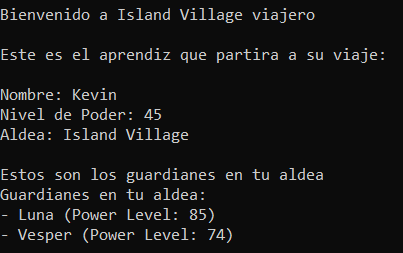 Bienvenido a Island Village viajero
Este es el aprendiz que partira a su viaje:
Nombre: Kevin
Nivel de Poder: 45
Aldea: Island Village
Estos son los guardianes en tu aldea
Guardianes en tu aldea:
- Luna (Power Level: 85)
- Vesper (Power Level: 74)